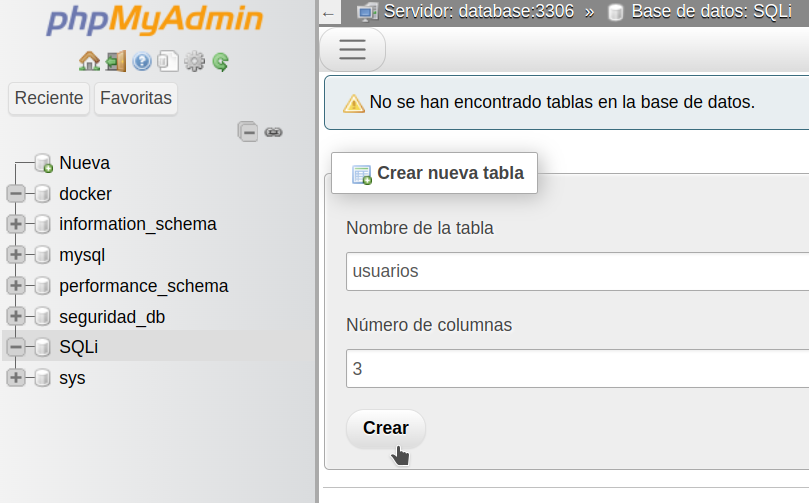 phpMyAdmin
Reciente Favoritas
Nueva
docker
information_schema
mysql
performance_schema
seguridad_db
SQLi
sys
← Servidor: database:3306 » Base de datos: SQLi
No se han encontrado tablas en la base de datos.
Crear nueva tabla
Nombre de la tabla
usuarios
Número de columnas
3
Crear